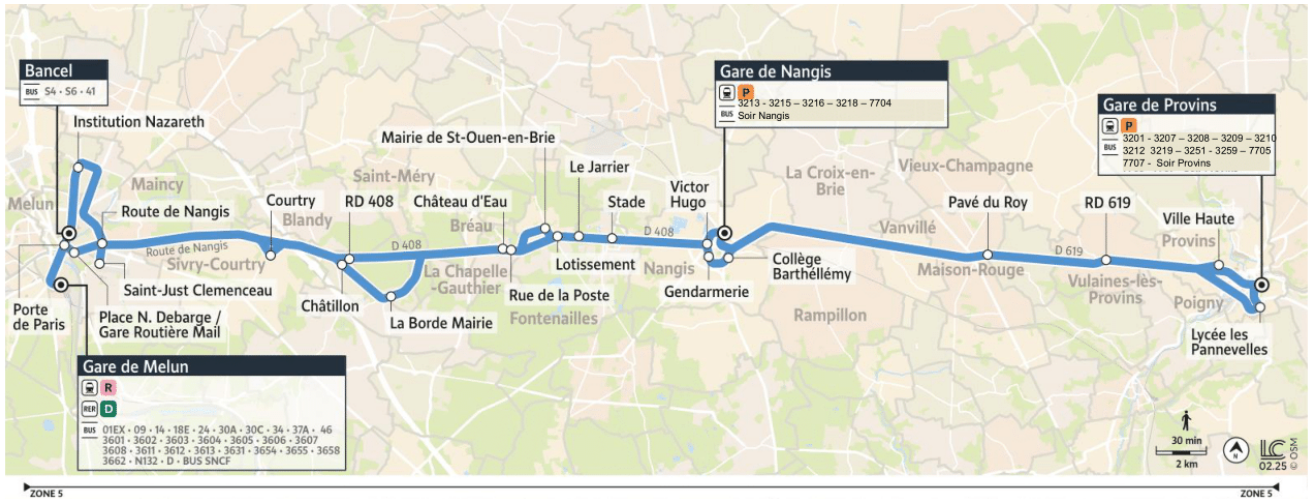 Bancel
BUS S4 • S6 • 41
Institution Nazareth
Melun
Maincy
Route de Nangis
Route de Nangis
Sivry-Courtry
Saint-Just Clemenceau
Porte
de Paris
Place N. Debarge /
Gare Routière Mail
Gare de Melun
R
RER D
BUS 01EX • 09 • 14 • 18E • 24 • 30A • 30C • 34 • 37A • 46
3601 • 3602 • 3603 • 3604 • 3605 • 3606 • 3607
3608 • 3611 • 3612 • 3613 • 3631 • 3654 • 3655 • 3658
3662 • N132 • D • BUS SNCF
Courtry
Blandy
Saint-Méry
RD 408
Châtillon
D 408
La Borde Mairie
Château d'Eau
Bréau
La Chapelle
-Gauthier
Mairie de St-Ouen-en-Brie
Rue de la Poste
Fontenailles
Le Jarrier
Lotissement
Stade
D 408
Nangis
Victor
Hugo
Gendarmerie
Gare de Nangis
P
3213 - 3215 – 3216 – 3218 – 7704
BUS Soir Nangis
Collège
Barthéllémy
La Croix-en-
Brie
Rampillon
Vieux-Champagne
Vanvillé
Pavé du Roy
Maison-Rouge
RD 619
D 619
Vulaines-lès-
Provins
Gare de Provins
P
3201 - 3207 – 3208 – 3209 – 3210
BUS 3212 3219 – 3251 - 3259 – 7705
7707 - Soir Provins
Ville Haute
Provins
Poigny
Lycée les
Pannevelles
30 min
2 km
N
LC
02.25
© OSM
ZONE 5
ZONE 5